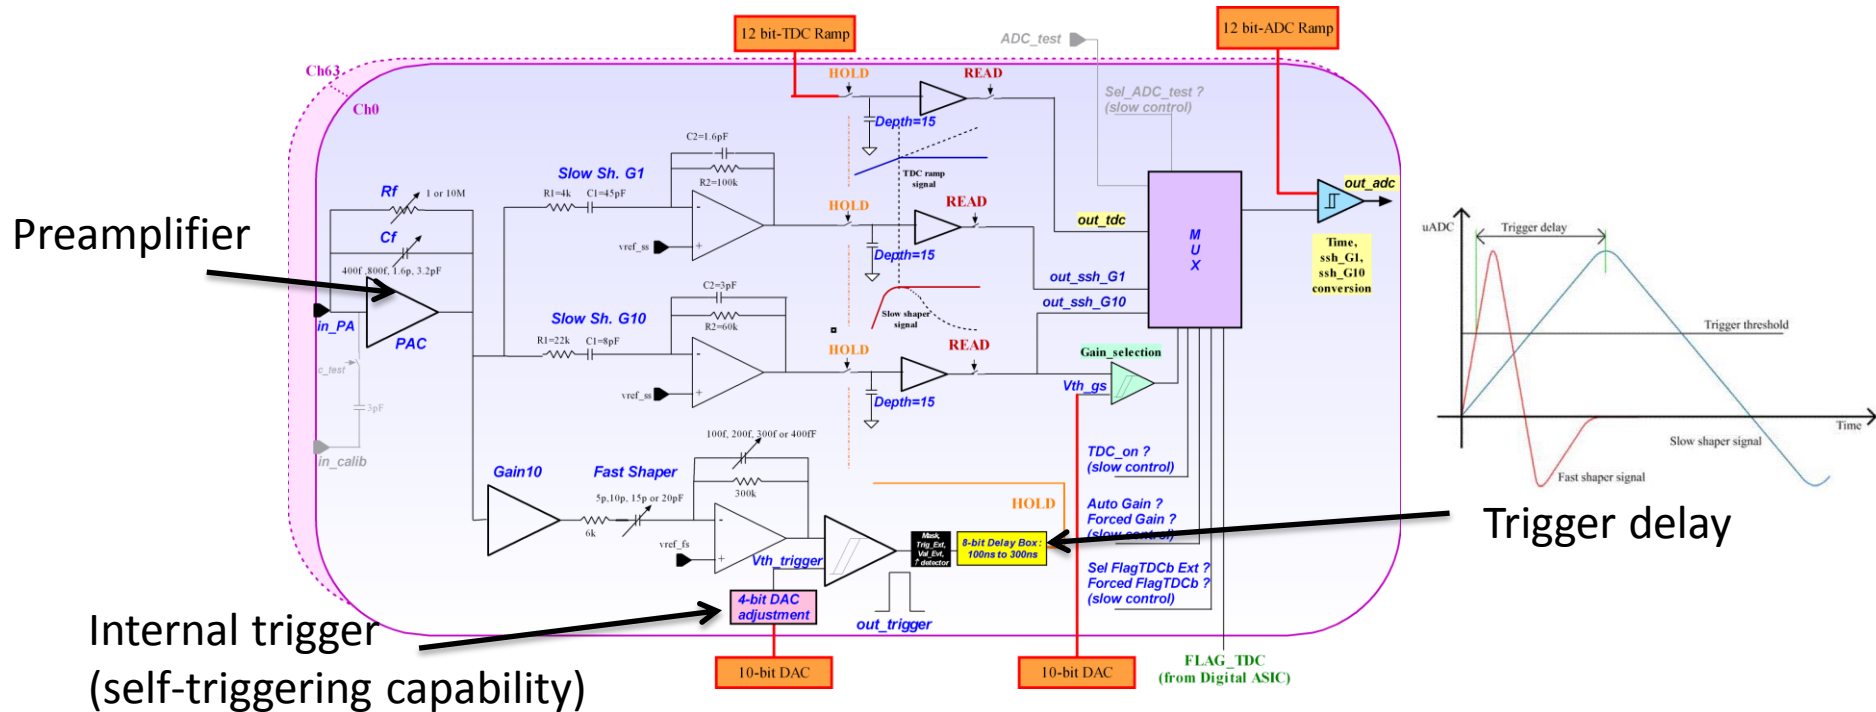 12 bit-TDC Ramp
12 bit-ADC Ramp
ADC_test
Ch63
Ch0
HOLD
READ
Sel_ADC_test ?
(slow control)
Depth=15
C2=1.6pF
R2=100k
Slow Sh. G1
R1=4k
C1=45pF
-
+
vref_ss
TDC ramp
signal
HOLD
READ
Depth=15
Rf
1 or 10M
Cf
400f ,800f, 1.6p, 3.2pF
Preamplifier
in_PA
PAC
c_test
3pF
in_calib
out_tdc
out_ssh_G1
out_ssh_G10
M
U
X
out_adc
Time,
ssh_G1,
ssh_G10
conversion
uADC
Trigger delay
Trigger threshold
Time
Slow shaper signal
Fast shaper signal
C2=3pF
R2=60k
Slow Sh. G10
R1=22k
C1=8pF
-
+
vref_ss
Slow shaper
signal
HOLD
READ
Depth=15
Gain_selection
Vth_gs
TDC_on ?
(slow control)
Auto Gain ?
Forced Gain ?
(slow control)
Sel FlagTDCb Ext ?
Forced FlagTDCb ?
(slow control)
Gain10
Fast Shaper
100f, 200f, 300f or 400fF
300k
5p,10p, 15p or 20pF
6k
-
+
vref_fs
Vth_trigger
HOLD
Mask,
Trig_Ext,
Val_Evt,
↑ detector
8-bit Delay Box:
100ns to 300ns
Trigger delay
4-bit DAC
adjustment
out_trigger
Internal trigger
(self-triggering capability)
10-bit DAC
10-bit DAC
FLAG_TDC
(from Digital ASIC)